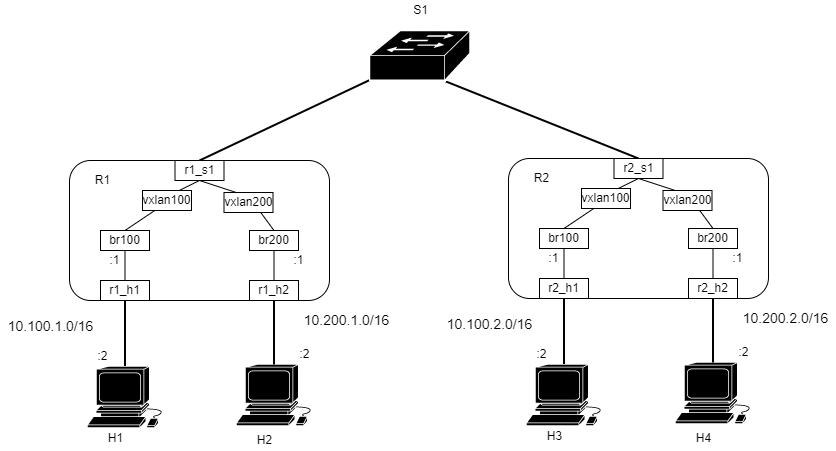 S1
R1
r1_s1
vxlan100
vxlan200
br100
br200
:1
:1
r1_h1
r1_h2
10.100.1.0/16
10.200.1.0/16
:2
:2
H1
H2
R2
r2_s1
vxlan100
vxlan200
br100
br200
:1
:1
r2_h1
r2_h2
10.100.2.0/16
10.200.2.0/16
:2
:2
H3
H4